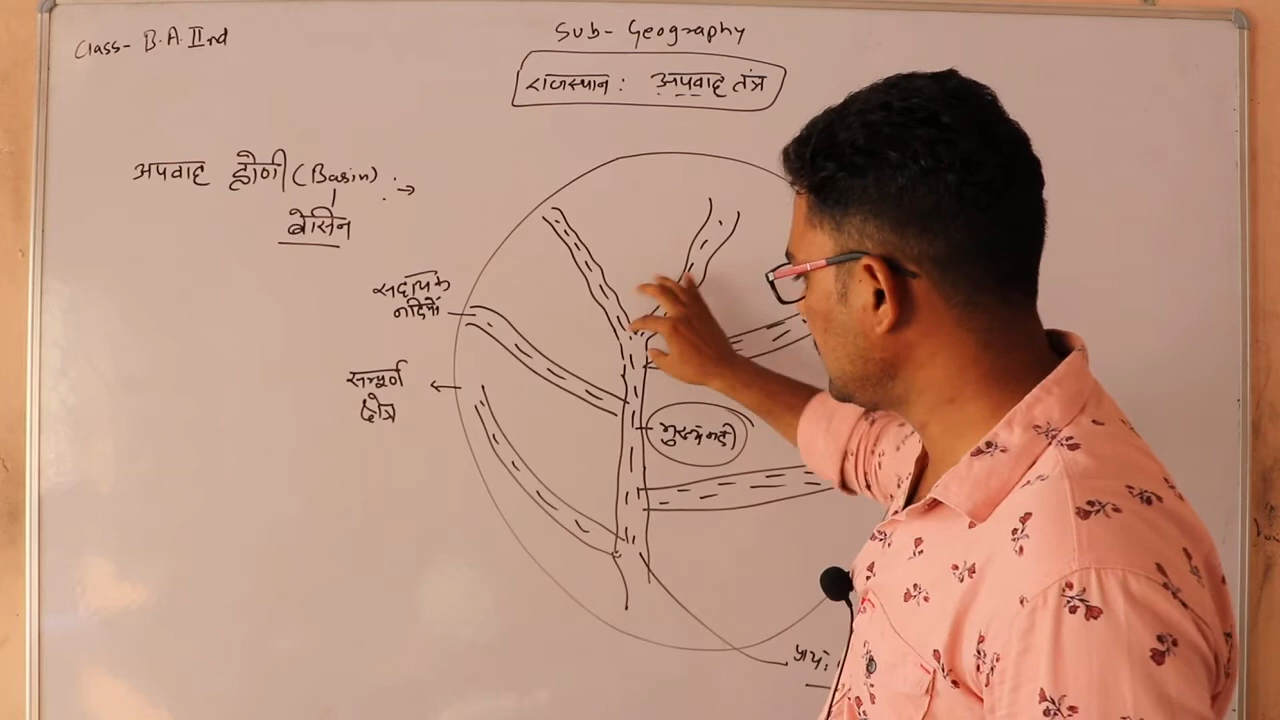 Class- B.A.IInd
Sub- Geography
राजस्थान : अपवाह तंत्र
अपवाह द्रोणी (Basin) : →
बेसिन
सहायक
नदियाँ
सम्पूर्ण
क्षेत्र
मुख्य नदी
प्रायः